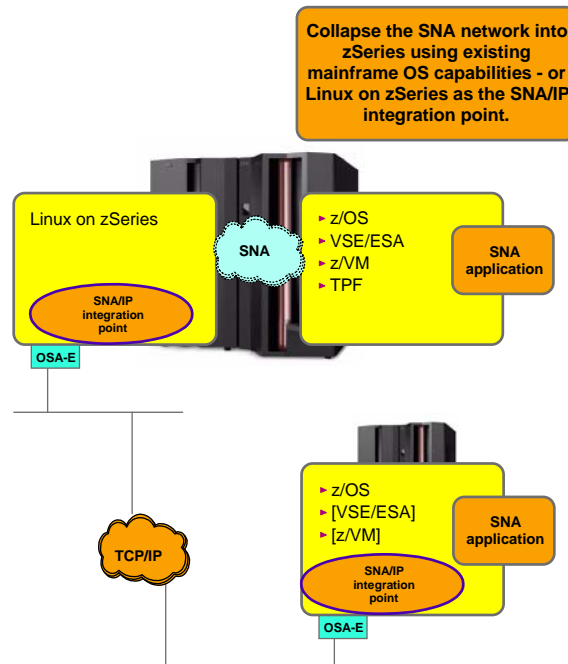 Collapse the SNA network into
zSeries using existing
mainframe OS capabilities - or
Linux on zSeries as the SNA/IP
integration point.
Linux on zSeries
SNA/IP
integration
point
OSA-E
SNA
z/OS
VSE/ESA
z/VM
TPF
SNA
application
TCP/IP
z/OS
[VSE/ESA]
[z/VM]
SNA
application
SNA/IP
integration
point
OSA-E